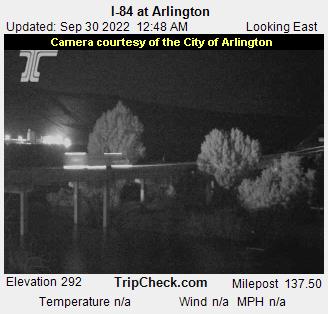 I-84 at Arlington
Updated: Sep 30 2022 12:48 AM Looking East
Camera courtesy of the City of Arlington
Elevation 292 TripCheck.com Milepost 137.50
Temperature n/a Wind n/a MPH n/a